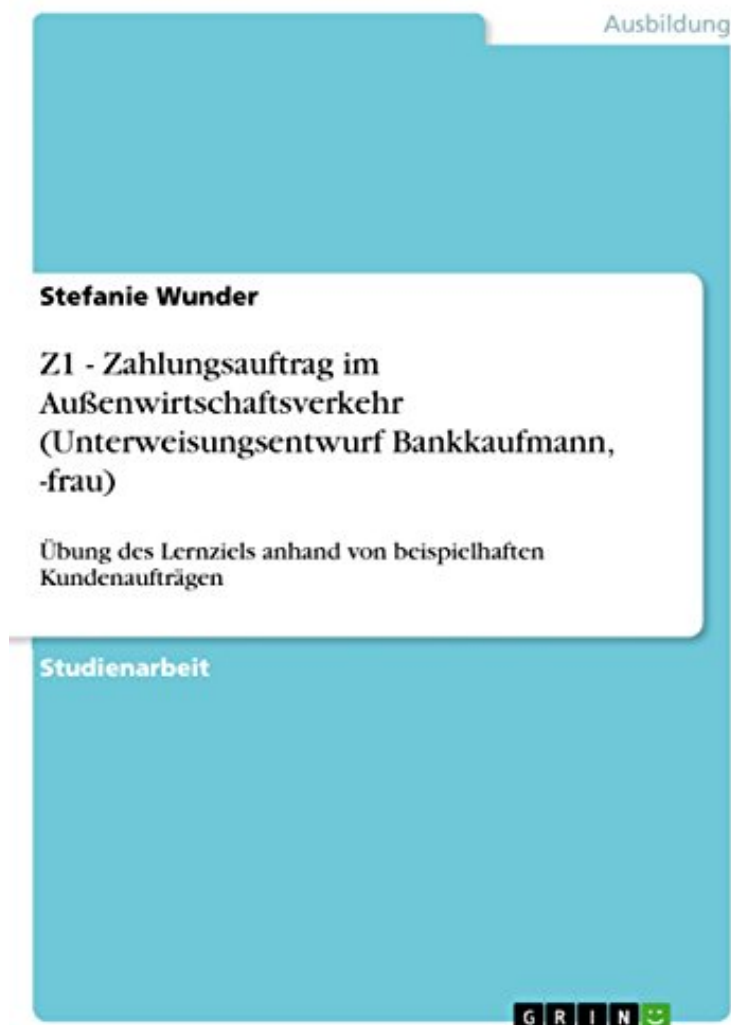 Ausbildung
Stefanie Wunder
Z1 - Zahlungsauftrag im
Außenwirtschaftsverkehr
(Unterweisungsentwurf Bankkaufmann,
-frau)
Übung des Lernziels anhand von beispielhaften
Kundenaufträgen
Studienarbeit
GRIN